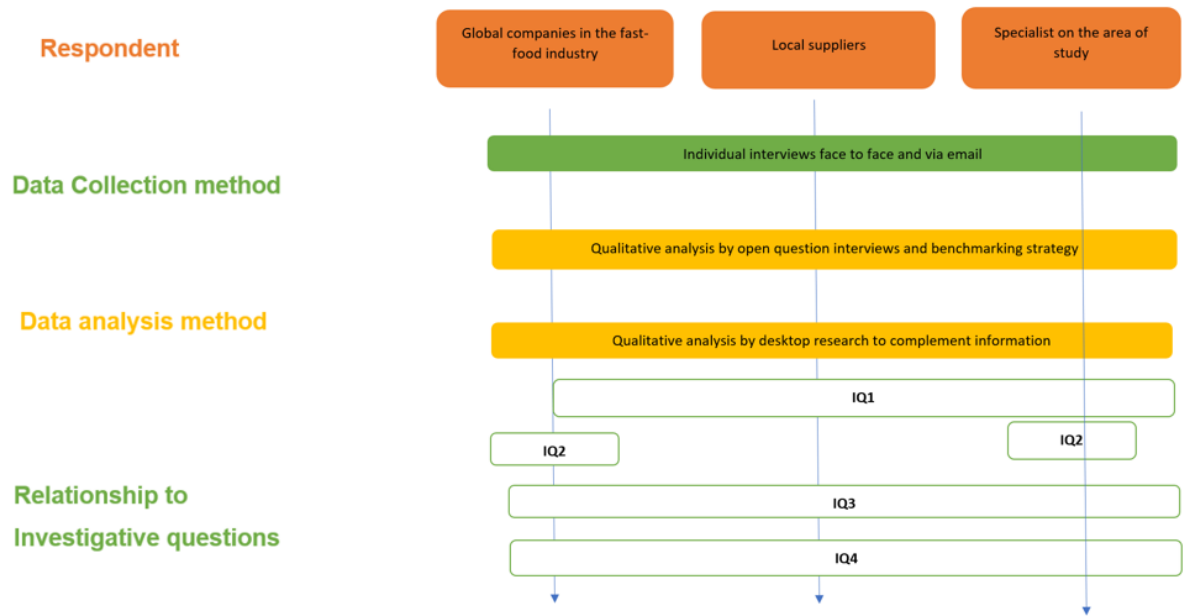 Respondent
Global companies in the fast-
food industry
Local suppliers
Specialist on the area of
study
Data Collection method
Individual interviews face to face and via email
Qualitative analysis by open question interviews and benchmarking strategy
Data analysis method
Qualitative analysis by desktop research to complement information
IQ1
IQ2
IQ2
Relationship to
Investigative questions
IQ3
IQ4